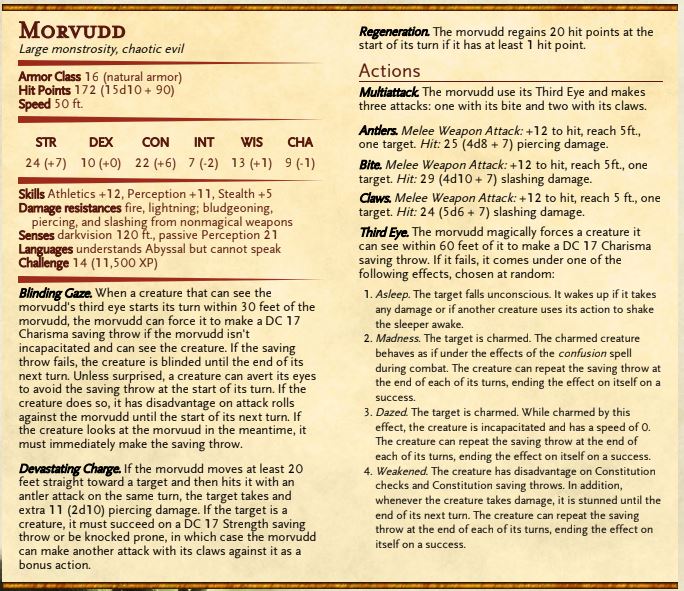 Morvudd
Large monstrosity, chaotic evil
Armor Class 16 (natural armor)
Hit Points 172 (15d10 + 90)
Speed 50 ft.
STR DEX CON INT WIS CHA
24 (+7) 10 (+0) 22 (+6) 7 (-2) 13 (+1) 9 (-1)
Skills Athletics +12, Perception +11, Stealth +5
Damage resistances fire, lightning; bludgeoning,
piercing, and slashing from nonmagical weapons
Senses darkvision 120 ft., passive Perception 21
Languages understands Abyssal but cannot speak
Challenge 14 (11,500 XP)
Blinding Gaze. When a creature that can see the
morvudd's third eye starts its turn within 30 feet of the
morvudd, the morvudd can force it to make a DC 17
Charisma saving throw if the morvudd isn't
incapacitated and can see the creature. If the saving
throw fails, the creature is blinded until the end of its
next turn. Unless surprised, a creature can avert its eyes
to avoid the saving throw at the start of its turn. If the
creature does so, it has disadvantage on attack rolls
against the morvudd until the start of its next turn. If
the creature looks at the morvuud in the meantime, it
must immediately make the saving throw.
Devastating Charge. If the morvudd moves at least 20
feet straight toward a target and then hits it with an
antler attack on the same turn, the target takes and
extra 11 (2d10) piercing damage. If the target is a
creature, it must succeed on a DC 17 Strength saving
throw or be knocked prone, in which case the morvudd
can make another attack with its claws against it as a
bonus action.
Regeneration. The morvudd regains 20 hit points at the
start of its turn if it has at least 1 hit point.
Actions
Multiattack. The morvudd use its Third Eye and makes
three attacks: one with its bite and two with its claws.
Antlers. Melee Weapon Attack: +12 to hit, reach 5ft.,
one target. Hit: 25 (4d8 + 7) piercing damage.
Bite. Melee Weapon Attack: +12 to hit, reach 5ft., one
target. Hit: 29 (4d10 + 7) slashing damage.
Claws. Melee Weapon Attack: +12 to hit, reach 5 ft., one
target. Hit: 24 (5d6 + 7) slashing damage.
Third Eye. The morvudd magically forces a creature it
can see within 60 feet of it to make a DC 17 Charisma
saving throw. If it fails, it comes under one of the
following effects, chosen at random:
1. Asleep. The target falls unconscious. It wakes up if it takes
any damage or if another creature uses its action to shake
the sleeper awake.
2. Madness. The target is charmed. The charmed creature
behaves as if under the effects of the confusion spell
during combat. The creature can repeat the saving throw at
the end of each of its turns, ending the effect on itself on a
success.
3. Dazed. The target is charmed. While charmed by this
effect, the creature is incapacitated and has a speed of 0.
The creature can repeat the saving throw at the end of
each of its turns, ending the effect on itself on a success.
4. Weakened. The creature has disadvantage on Constitution
checks and Constitution saving throws. In addition,
whenever the creature takes damage, it is stunned until the
end of its next turn. The creature can repeat the saving
throw at the end of each of its turns, ending the effect on
itself on a success.